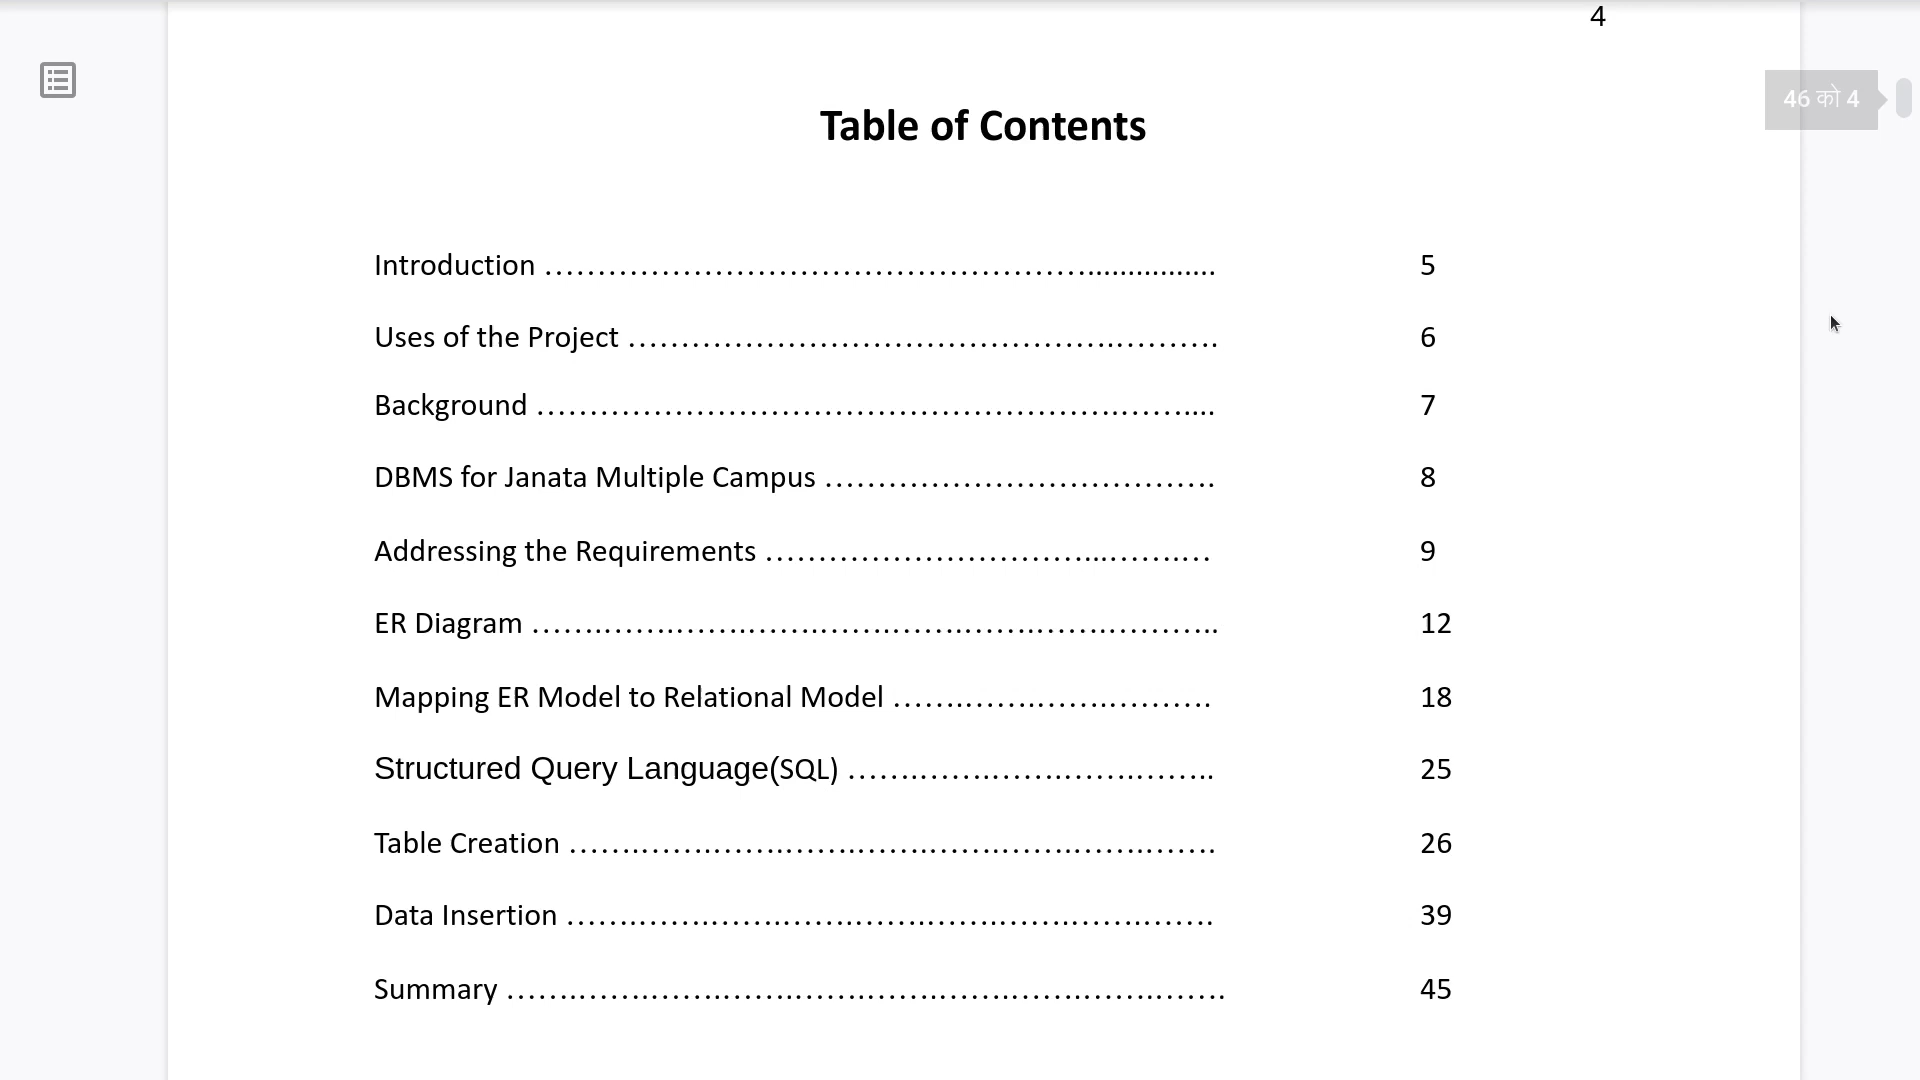 4
46 को 4
Table of Contents
Introduction ................................................................ 5
Uses of the Project ........................................................ 6
Background ................................................................ 7
DBMS for Janata Multiple Campus ........................................ 8
Addressing the Requirements ............................................. 9
ER Diagram ................................................................ 12
Mapping ER Model to Relational Model ................................. 18
Structured Query Language(SQL) ........................................ 25
Table Creation ............................................................. 26
Data Insertion ............................................................. 39
Summary ................................................................... 45